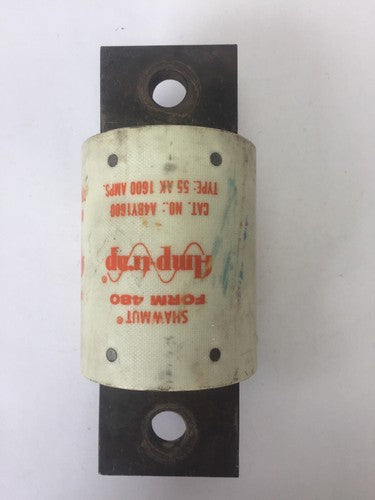 SHAWMUT®
FORM 480
Amp-trap®
CAT. NO.: A4BY1600
TYPE: 55 AK 1600 AMPS.